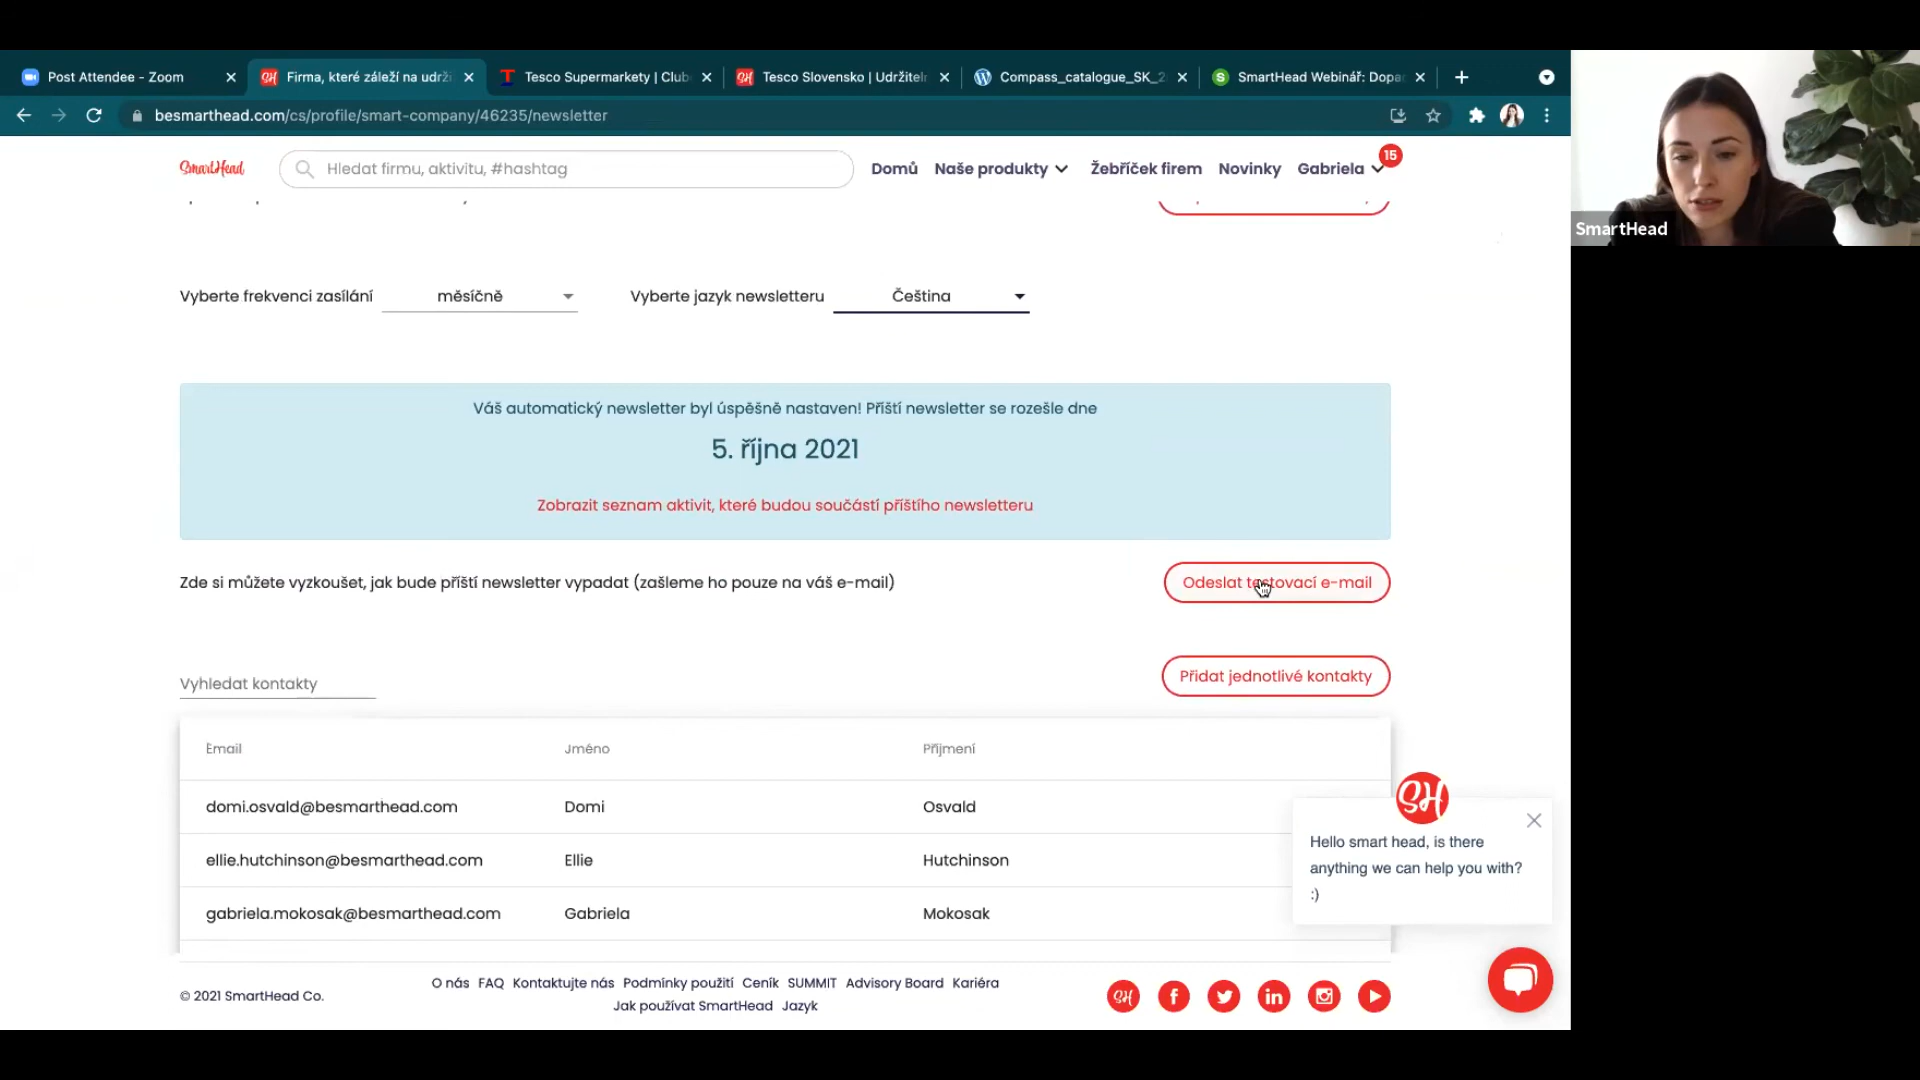 Post Attendee - Zoom
Firma, které záleží na udrži
Tesco Supermarkety | Club
Tesco Slovensko | Udržiteln
Compass_catalogue_SK_2
SmartHead Webinář: Dopa
besmarthead.com/cs/profile/smart-company/46235/newsletter
SmartHead
Hledat firmu, aktivitu, #hashtag
Domů
Naše produkty
Žebříček firem
Novinky
Gabriela
15
SmartHead
Vyberte frekvenci zasílání
měsíčně
Vyberte jazyk newsletteru
Čeština
Váš automatický newsletter byl úspěšně nastaven! Příští newsletter se rozešle dne
5. října 2021
Zobrazit seznam aktivit, které budou součástí příštího newsletteru
Zde si můžete vyzkoušet, jak bude příští newsletter vypadat (zašleme ho pouze na váš e-mail)
Odeslat testovací e-mail
Vyhledat kontakty
Přidat jednotlivé kontakty
Email Jméno Příjmení
domi.osvald@besmarthead.com Domi Osvald
ellie.hutchinson@besmarthead.com Ellie Hutchinson
gabriela.mokosak@besmarthead.com Gabriela Mokosak
SH
Hello smart head, is there
anything we can help you with?
:)
© 2021 SmartHead Co.
O nás FAQ Kontaktujte nás Podmínky použití Ceník SUMMIT Advisory Board Kariéra
Jak používat SmartHead Jazyk
SH